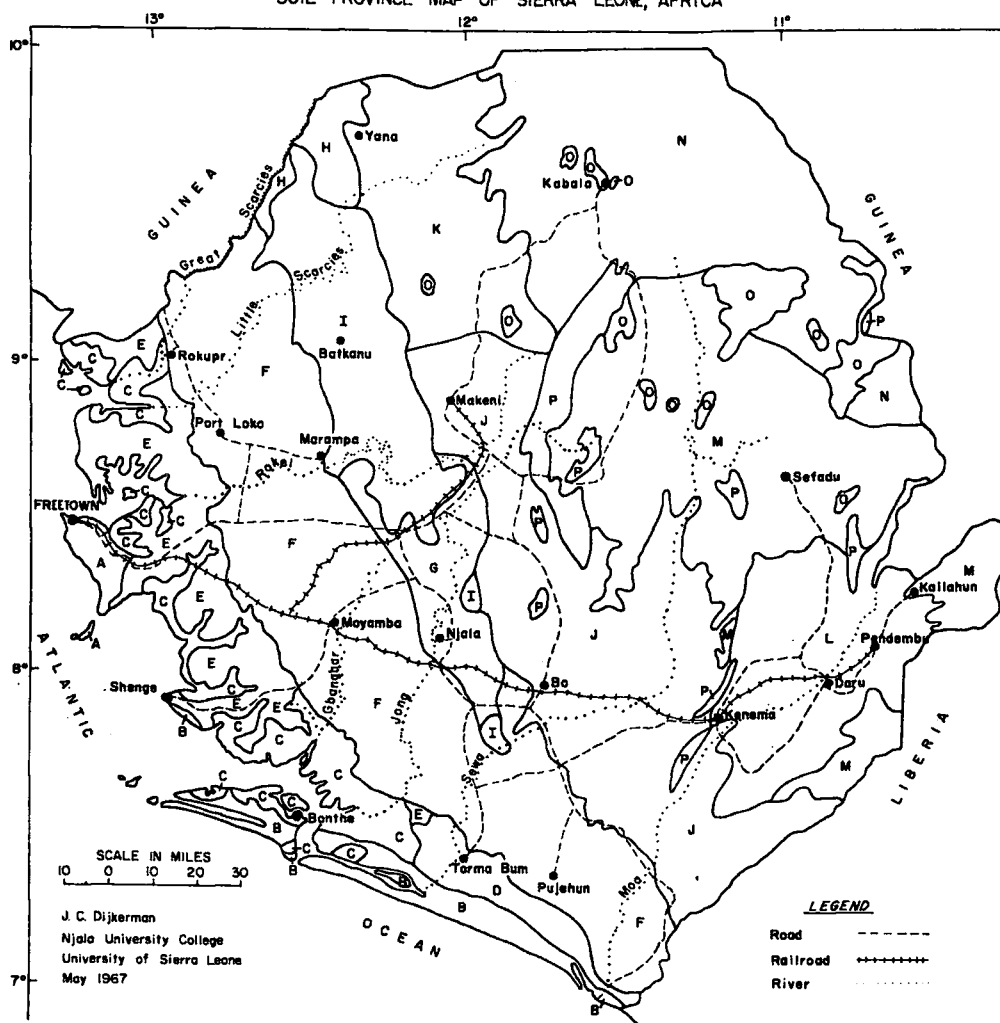 SOIL PROVINCE MAP OF SIERRA LEONE, AFRICA
13° 12° 11°
10°
Yana
N
H
O
O
Kabala O
GUINEA
H
GUINEA
Scarcies
K
Great
Scarcies
O
O
P
Little
I
O
O
O
E
Batkanu
9°
A C
Rokupr
O
C
C
F
N
Makeni
P
O
O
O
C
J
Port Loko
M
E
Marampa
Rokel
P
Sefadu
C
P
O
FREETOWN
C
C
P
C
E
F
P
A
G
M
C
E
I
P
Kailahun
Moyamba
J
M
Njala
L
Pendembu
A
ATLANTIC
8°
E
Gbangbar
Bo
Daru
Shenge
C
P
E
E
F
Jong
Kenema
B
C
I
LIBERIA
C
Sewa
P
M
C
C
C
C
E
J
B
Bonthe
C
C
B
C
Torma Bum
B
D
Pujehun
Moa
B
F
OCEAN
B
SCALE IN MILES
10 0 10 20 30
J. C. Dijkerman
Njala University College
University of Sierra Leone
May 1967
LEGEND
Road
Railroad
River
7°